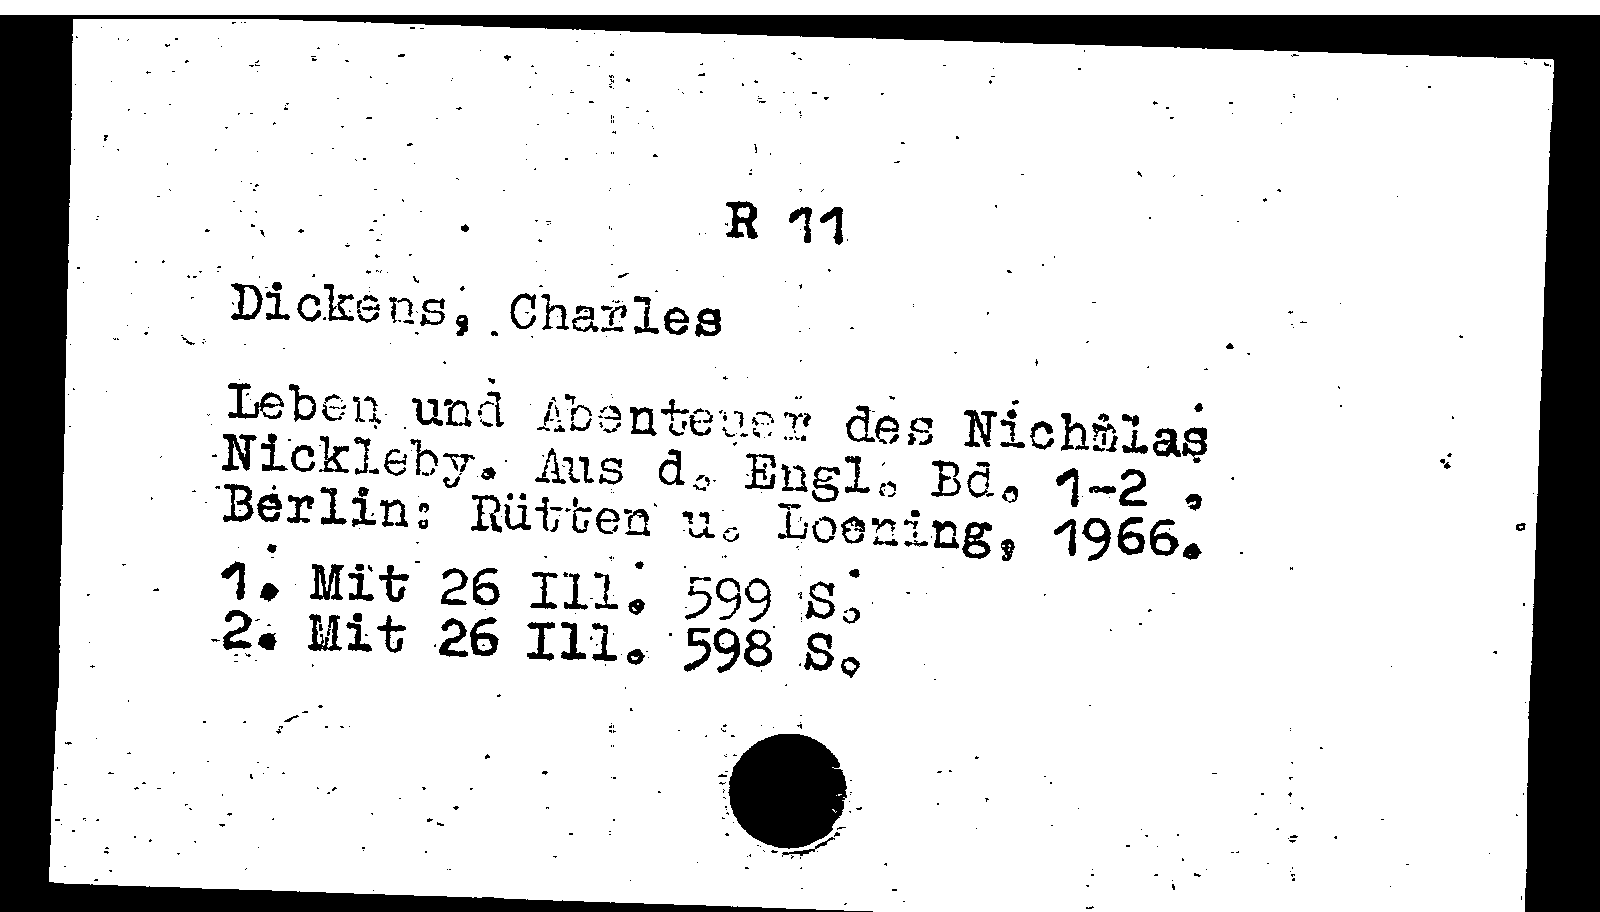 R 11
Dickens, Charles
Leben und Abenteuer des Nicholas
Nickleby. Aus d. Engl. Bd. 1-2 .
Berlin: Rütten u. Loening, 1966.
1. Mit 26 Ill. 599 S.
2. Mit 26 Ill. 598 S.